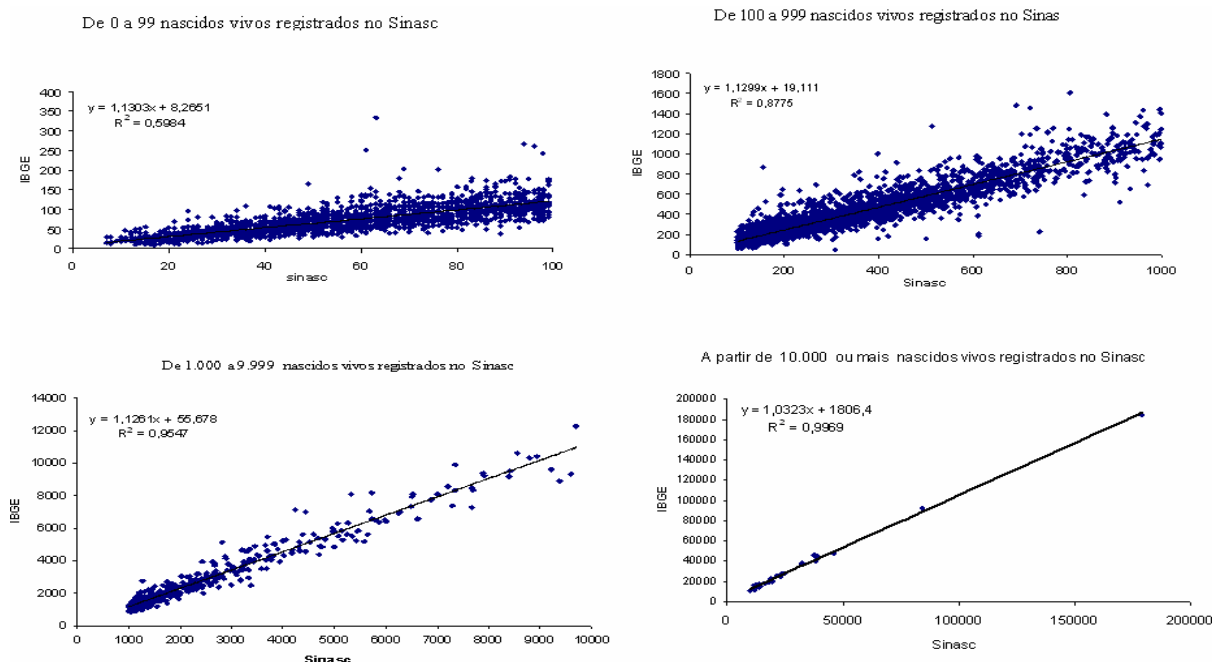 De 0 a 99 nascidos vivos registrados no Sinasc
y = 1,1303x + 8,2651
R² = 0,5984
IBGE
400
350
300
250
200
150
100
50
0
0 20 40 60 80 100
sinasc
De 100 a 999 nascidos vivos registrados no Sinas
y = 1,1299x + 19,111
R² = 0,8775
IBGE
1800
1600
1400
1200
1000
800
600
400
200
0
0 200 400 600 800 1000
Sinasc
De 1.000 a 9.999 nascidos vivos registrados no Sinasc
y = 1,1261x + 55,678
R² = 0,9547
IBGE
14000
12000
10000
8000
6000
4000
2000
0
0 1000 2000 3000 4000 5000 6000 7000 8000 9000 10000
Sinasc
A partir de 10.000 ou mais nascidos vivos registrados no Sinasc
y = 1,0323x + 1806,4
R² = 0,9969
IBGE
200000
180000
160000
140000
120000
100000
80000
60000
40000
20000
0
0 50000 100000 150000 200000
Sinasc